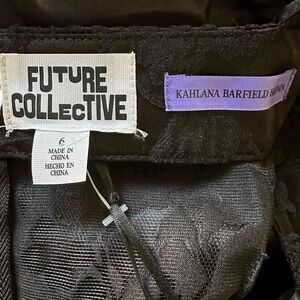 FUTURE
COLLECTIVE
KAHLANA BARFIELD BROWN
6
MADE IN
CHINA
HECHO EN
CHINA